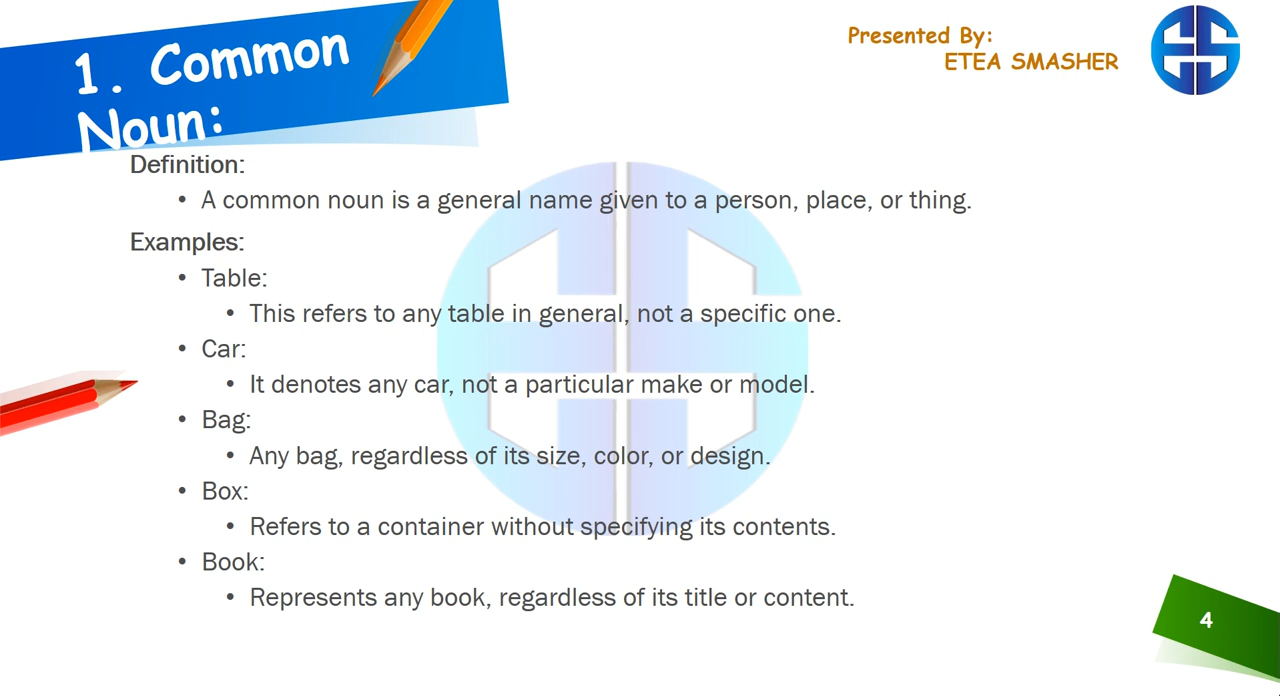 1. Common
Noun:
Presented By:
ETEA SMASHER
Definition:
• A common noun is a general name given to a person, place, or thing.
Examples:
• Table:
• This refers to any table in general, not a specific one.
• Car:
• It denotes any car, not a particular make or model.
• Bag:
• Any bag, regardless of its size, color, or design.
• Box:
• Refers to a container without specifying its contents.
• Book:
• Represents any book, regardless of its title or content.
4